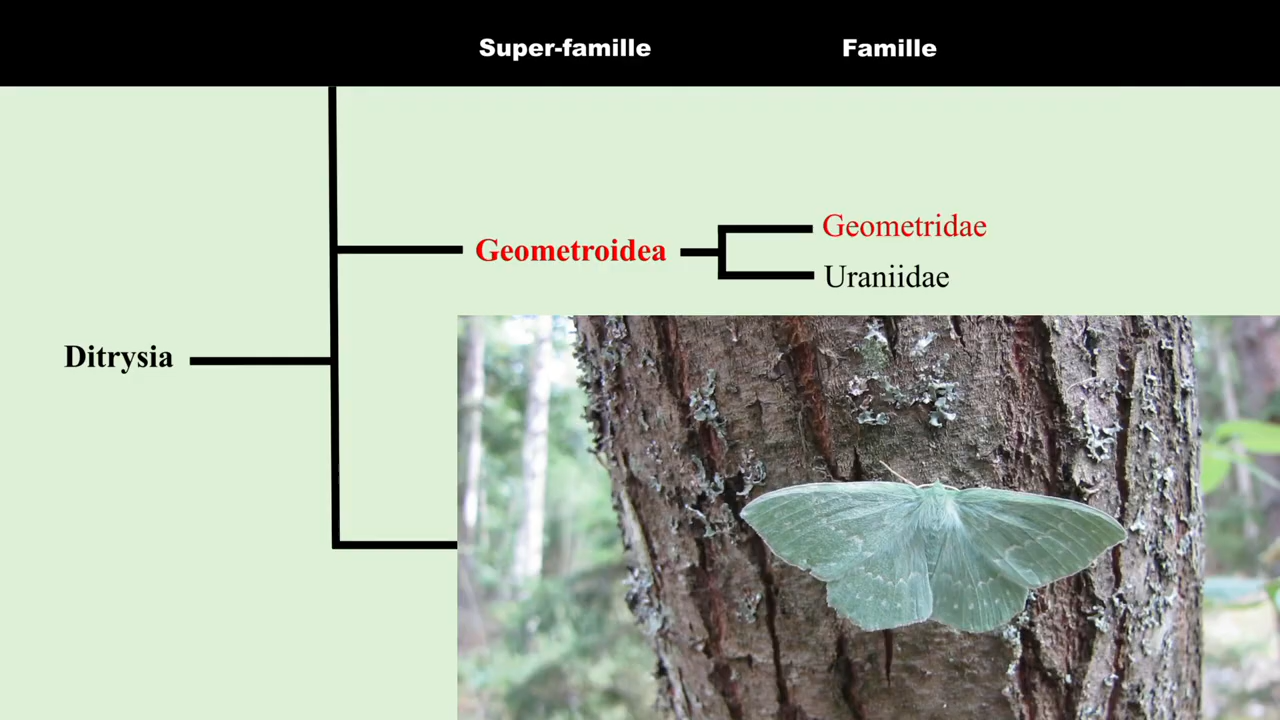 Super-famille Famille
Geometridae
Geometroidea
Uraniidae
Ditrysia